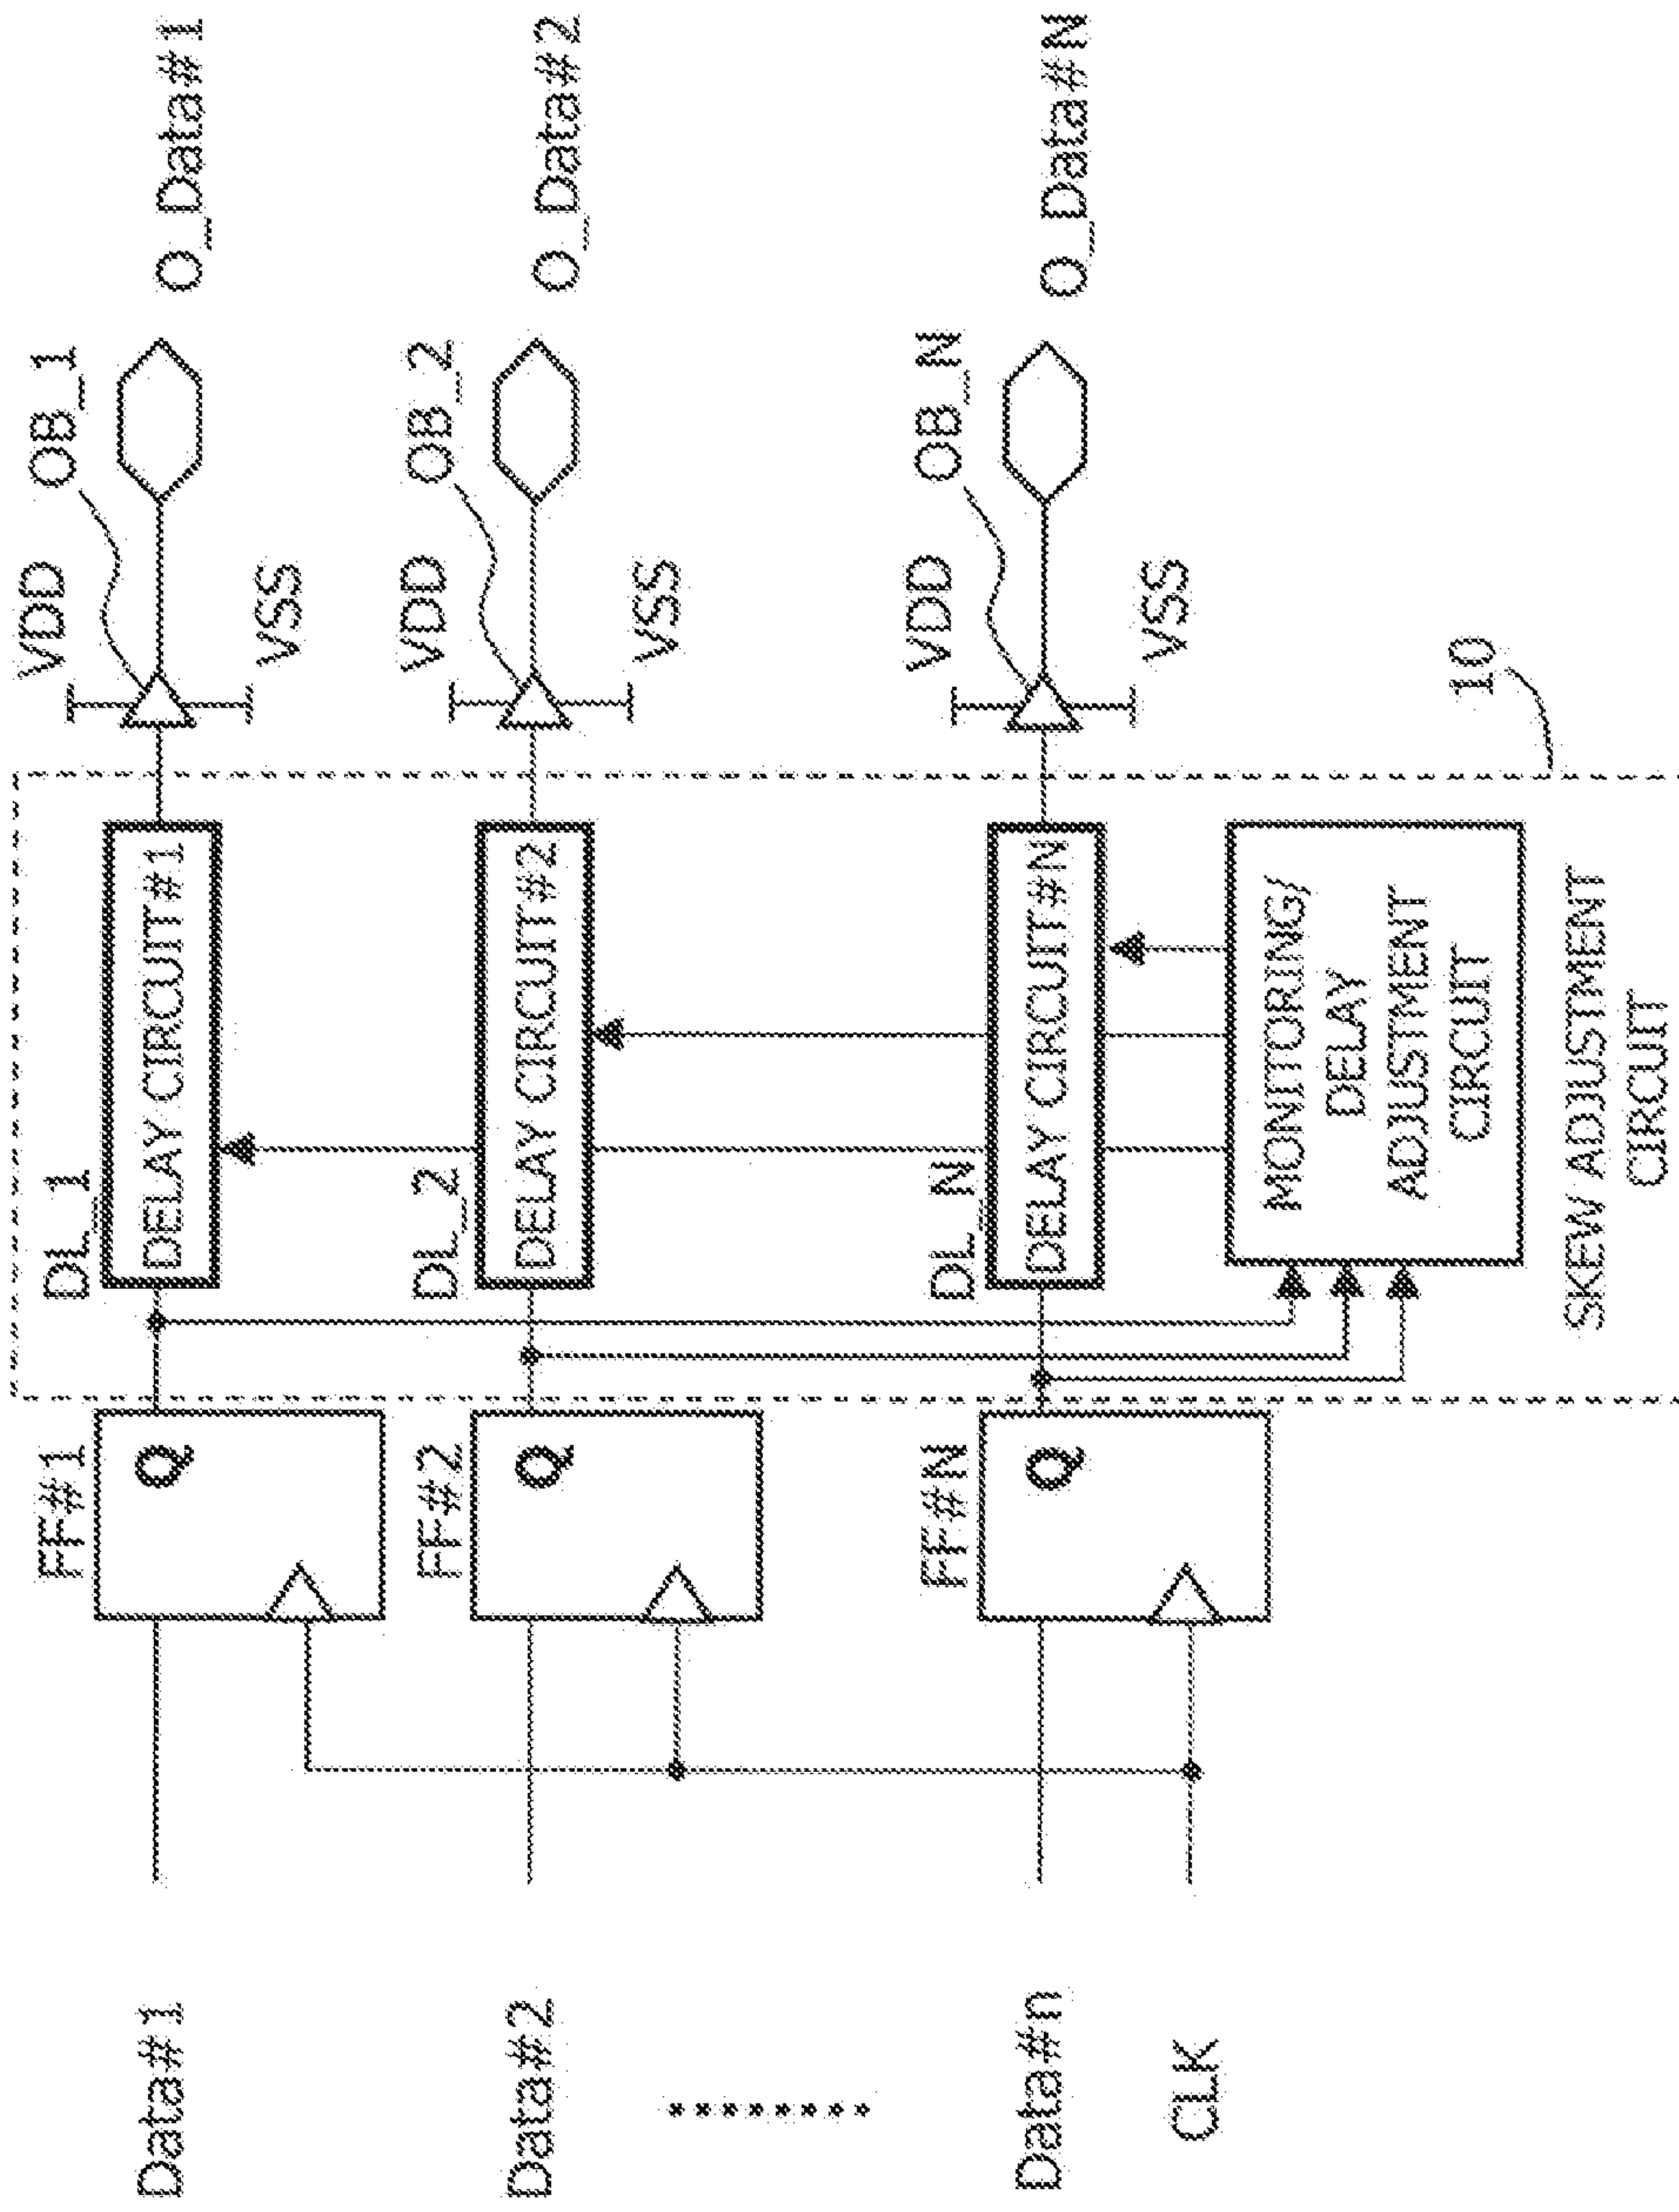 Data#1
FF#1
Q
DL_1
DELAY CIRCUIT#1
VDD
OB_1
VSS
O_Data#1
Data#2
FF#2
Q
DL_2
DELAY CIRCUIT#2
VDD
OB_2
VSS
O_Data#2
Data#n
FF#N
Q
DL_N
DELAY CIRCUIT#N
VDD
OB_N
VSS
O_Data#N
CLK
MONITORING/
DELAY
ADJUSTMENT
CIRCUIT
10
SKEW ADJUSTMENT
CIRCUIT